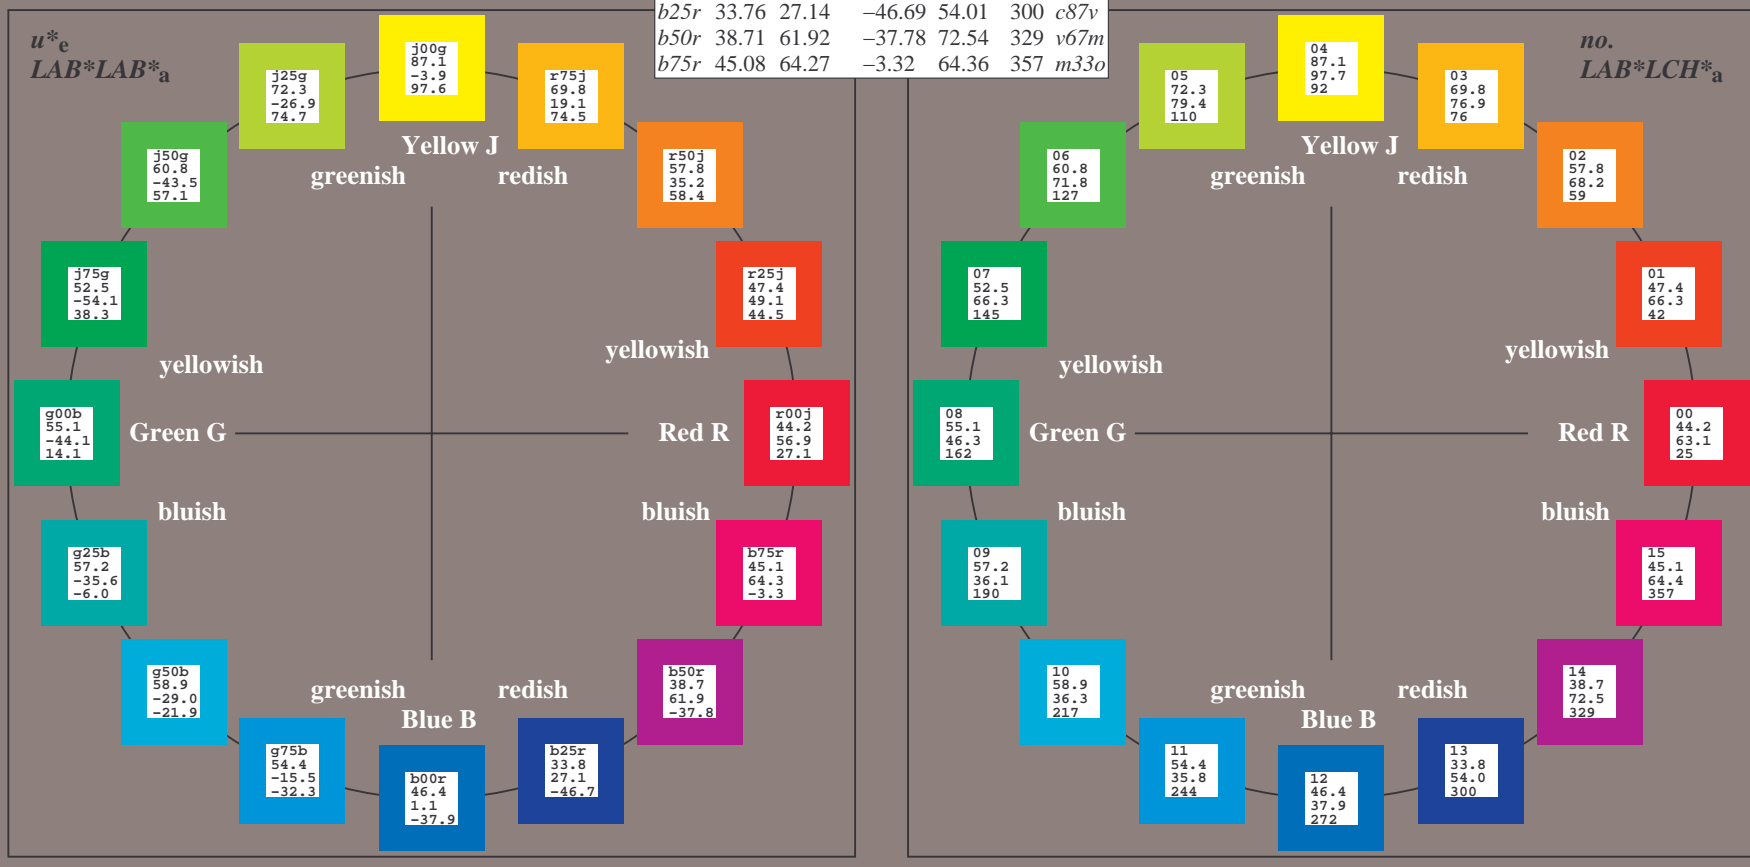 b25r 33.76 27.14 −46.69 54.01 300 c87v
b50r 38.71 61.92 −37.78 72.54 329 v67m
b75r 45.08 64.27 −3.32 64.36 357 m33o
u*e
LAB*LAB*a
j00g
87.1
-3.9
97.6
j25g
72.3
-26.9
74.7
r75j
69.8
19.1
74.5
Yellow J
greenish redish
j50g
60.8
-43.5
57.1
r50j
57.8
35.2
58.4
j75g
52.5
-54.1
38.3
r25j
47.4
49.1
44.5
yellowish
yellowish
g00b
55.1
-44.1
14.1
Green G
Red R
r00j
44.2
56.9
27.1
bluish
bluish
g25b
57.2
-35.6
-6.0
b75r
45.1
64.3
-3.3
g50b
58.9
-29.0
-21.9
b50r
38.7
61.9
-37.8
greenish redish
Blue B
g75b
54.4
-15.5
-32.3
b00r
46.4
1.1
-37.9
b25r
33.8
27.1
-46.7
no.
LAB*LCH*a
04
87.1
97.7
92
05
72.3
79.4
110
03
69.8
76.9
76
Yellow J
greenish redish
06
60.8
71.8
127
02
57.8
68.2
59
07
52.5
66.3
145
01
47.4
66.3
42
yellowish
yellowish
08
55.1
46.3
162
Green G
Red R
00
44.2
63.1
25
bluish
bluish
09
57.2
36.1
190
15
45.1
64.4
357
10
58.9
36.3
217
14
38.7
72.5
329
greenish redish
Blue B
11
54.4
35.8
244
12
46.4
37.9
272
13
33.8
54.0
300